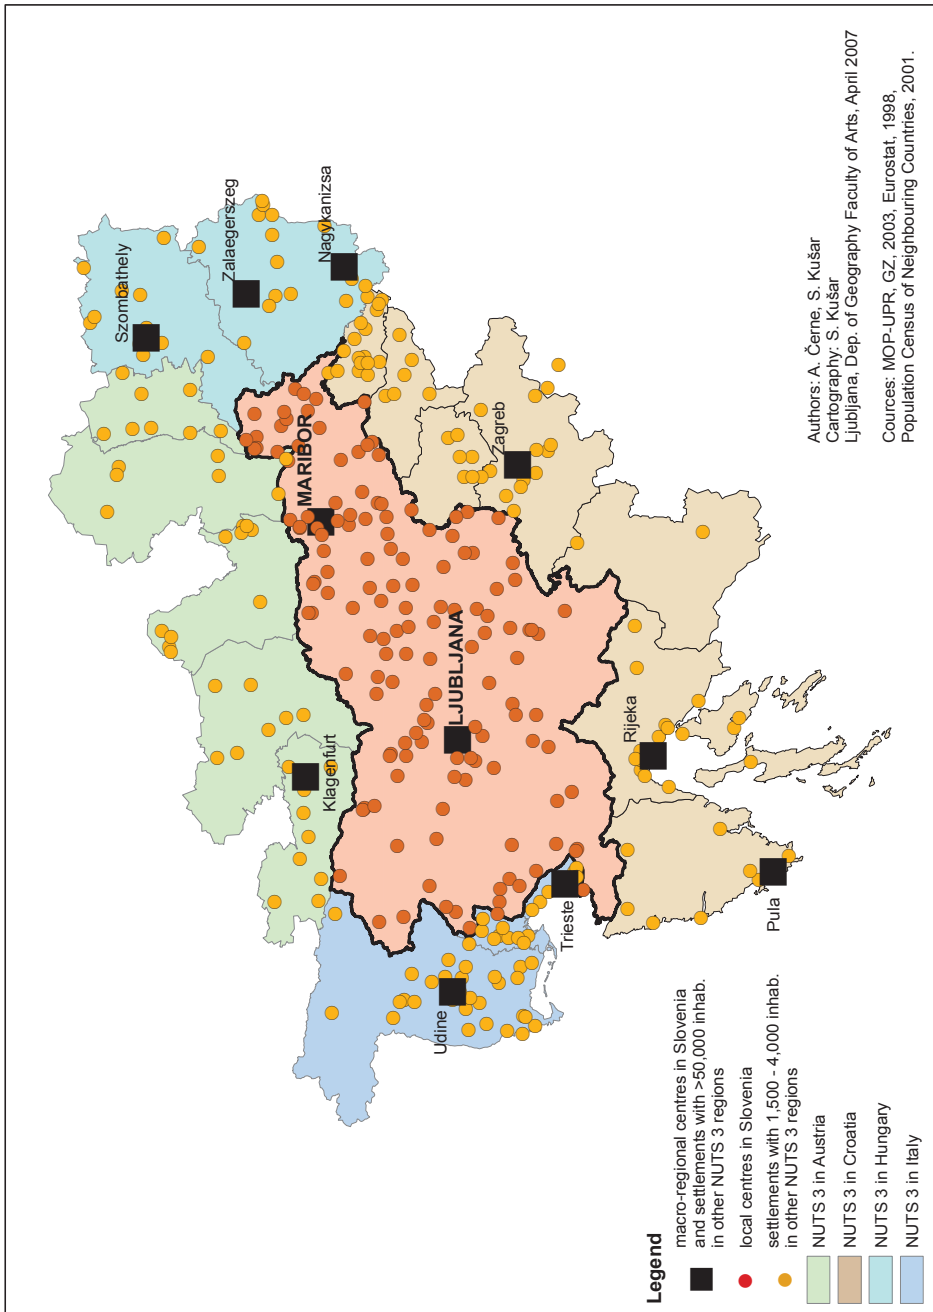 Szombathely
Zalaegerszeg
Nagykanizsa
MARIBOR
Klagenfurt
LJUBLJANA
Zagreb
Udine
Trieste
Rijeka
Pula
Legend
macro-regional centres in Slovenia
and settlements with >50,000 inhab.
in other NUTS 3 regions
local centres in Slovenia
settlements with 1,500 - 4,000 inhab.
in other NUTS 3 regions
NUTS 3 in Austria
NUTS 3 in Croatia
NUTS 3 in Hungary
NUTS 3 in Italy
Authors: A. Černe, S. Kušar
Cartography: S. Kušar
Ljubljana, Dep. of Geography Faculty of Arts, April 2007
Cources: MOP-UPR, GZ, 2003, Eurostat, 1998,
Population Census of Neighbouring Countries, 2001.